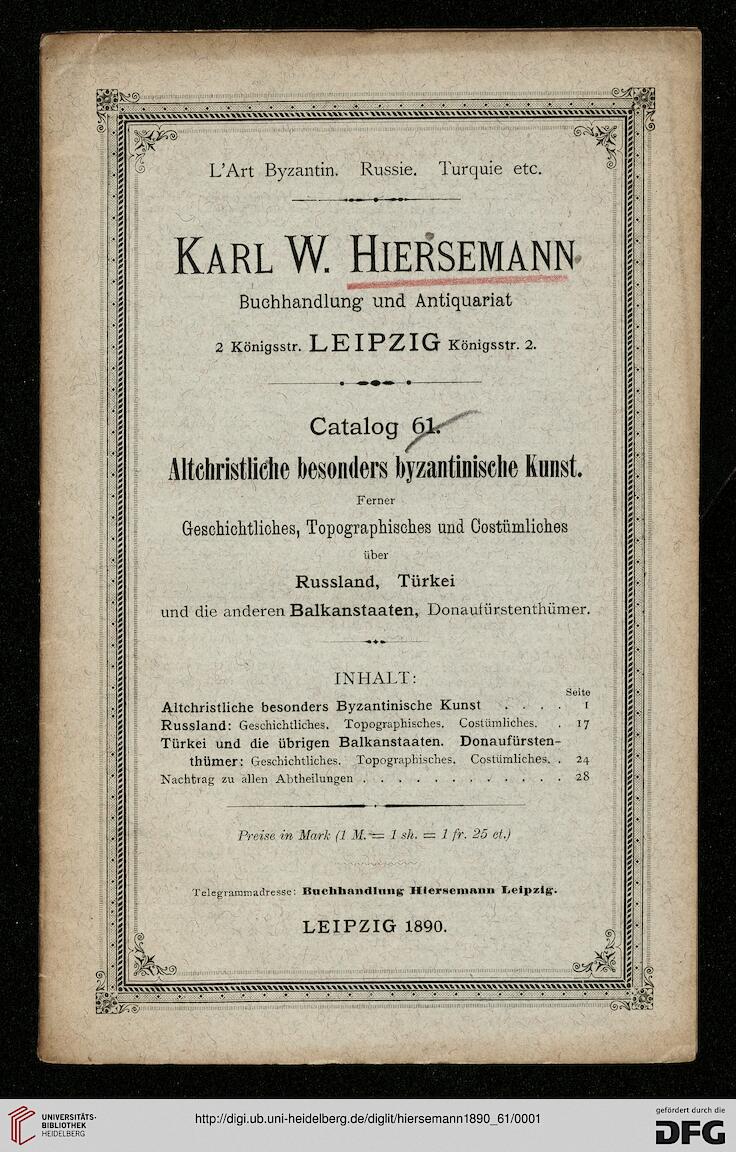 L'Art Byzantin. Russie. Turquie etc.
KARL W. HIERSEMANN
Buchhandlung und Antiquariat
2 Königsstr. LEIPZIG Königsstr. 2.
Catalog 61.
Altchristliche besonders byzantinische Kunst.
Ferner
Geschichtliches, Topographisches und Costümliches
über
Russland, Türkei
und die anderen Balkanstaaten, Donaufürstenthümer.
INHALT:
Seite
Altchristliche besonders Byzantinische Kunst . . . . 1
Russland: Geschichtliches. Topographisches. Costümliches. . 17
Türkei und die übrigen Balkanstaaten. Donaufürsten-
thümer: Geschichtliches. Topographisches. Costümliches. . 24
Nachtrag zu allen Abtheilungen . . . . . . . . . . . . 28
Preise in Mark (1 M. = 1 sh. = 1 fr. 25 ct.)
Telegrammadresse: Buchhandlung Hiersemann Leipzig.
LEIPZIG 1890.
UNIVERSITÄTS-
BIBLIOTHEK
HEIDELBERG
http://digi.ub.uni-heidelberg.de/diglit/hiersemann1890_61/0001
gefördert durch die
DFG